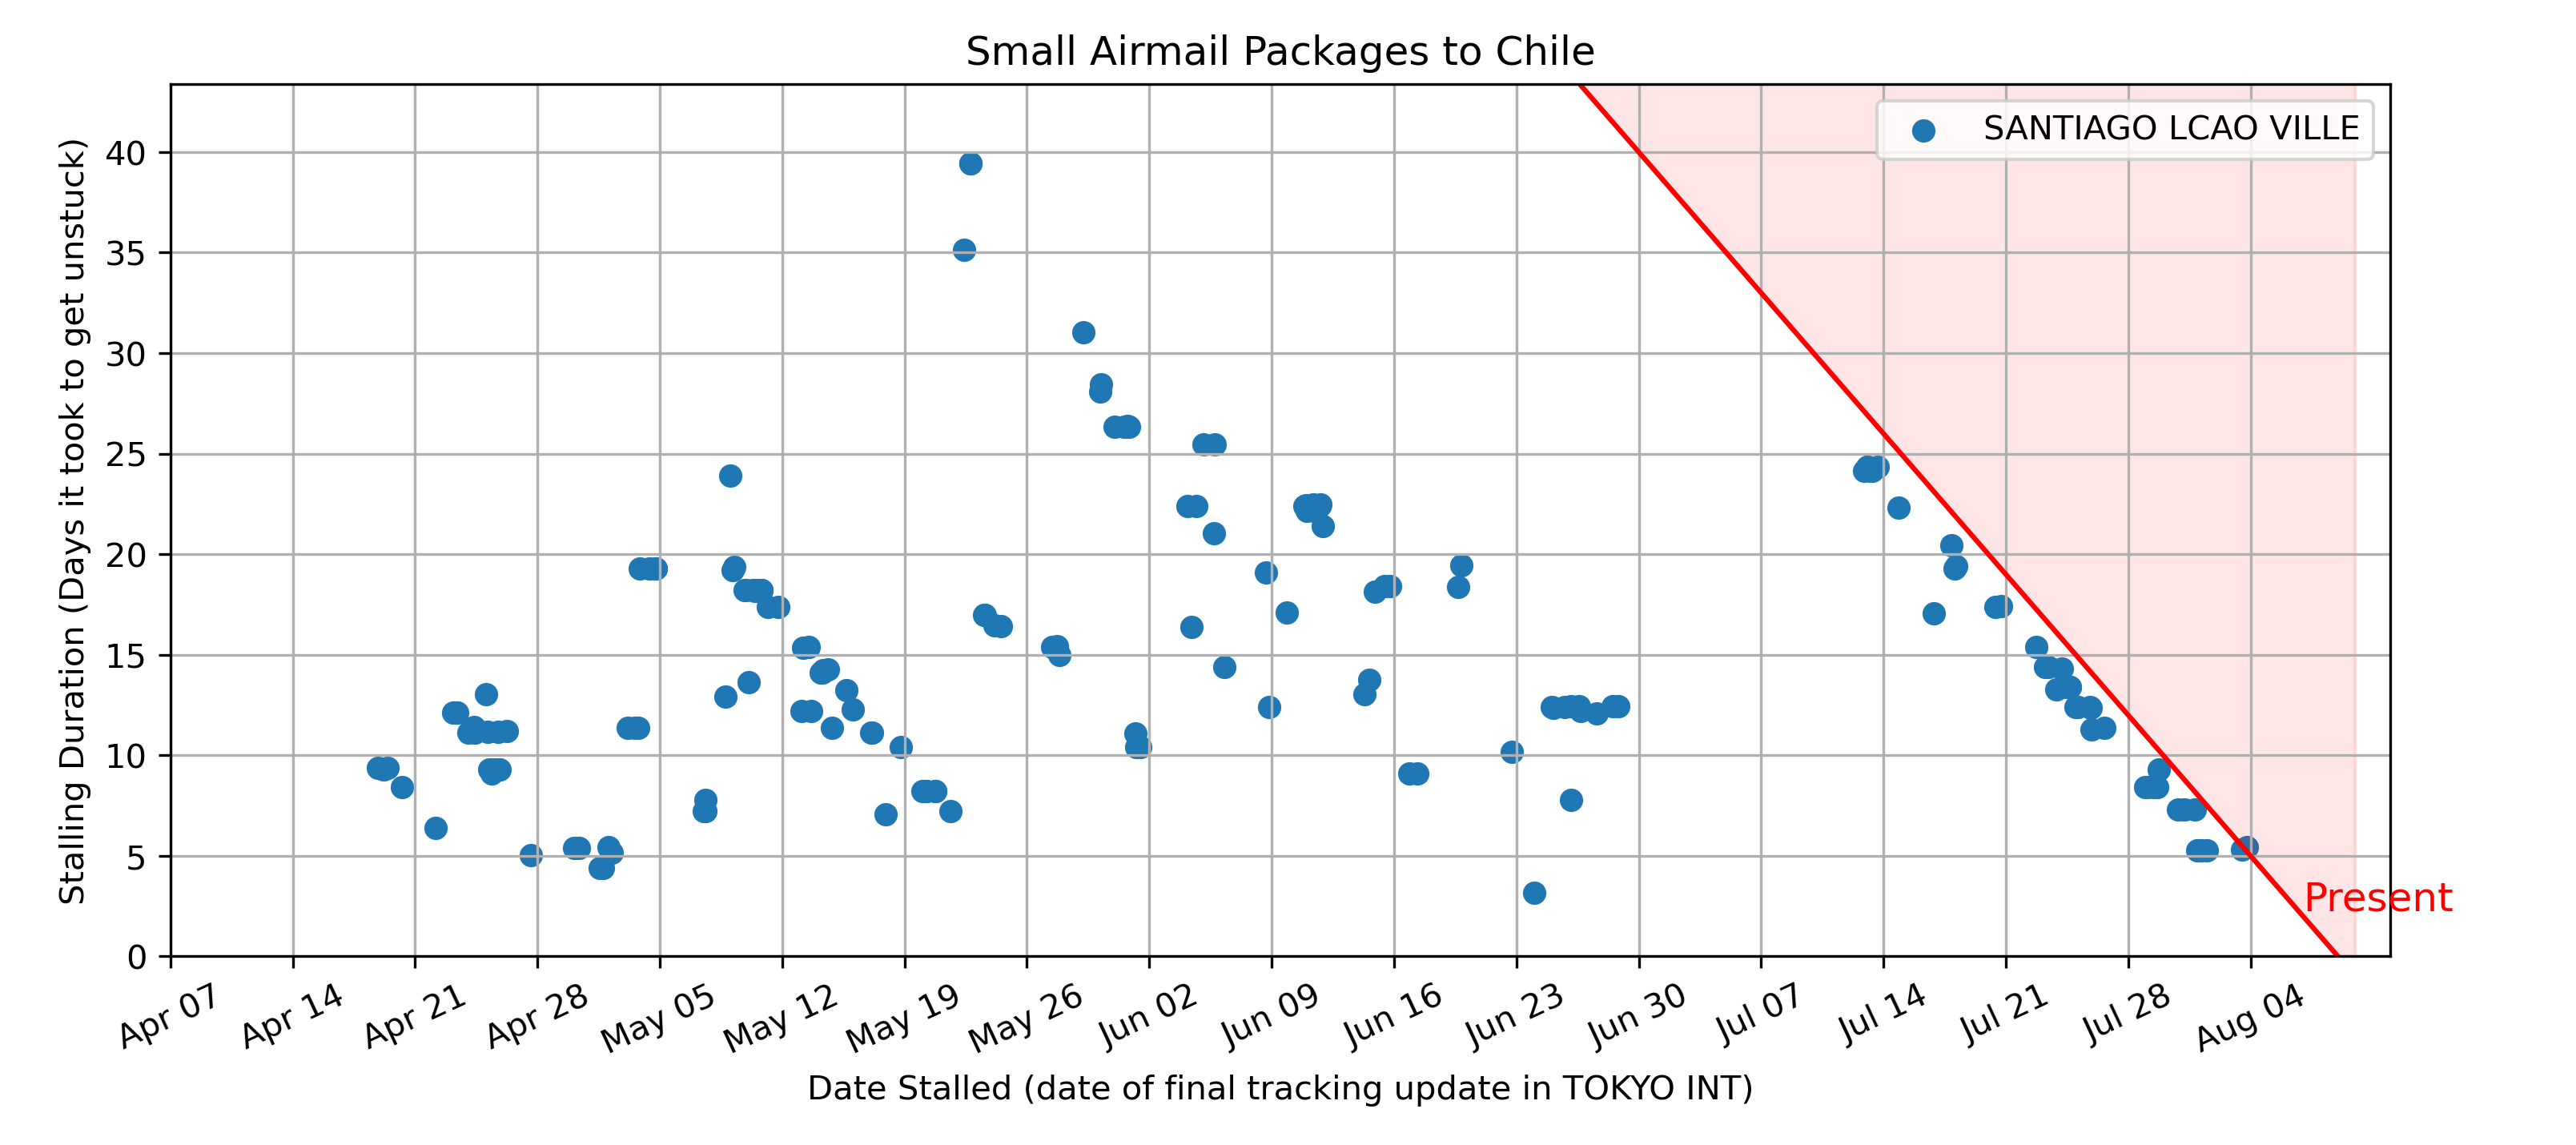 Small Airmail Packages to Chile
SANTIAGO LCAO VILLE
Stalling Duration (Days it took to get unstuck)
40
35
30
25
20
15
10
5
0
Present
Apr 07
Apr 14
Apr 21
Apr 28
May 05
May 12
May 19
May 26
Jun 02
Jun 09
Jun 16
Jun 23
Jun 30
Jul 07
Jul 14
Jul 21
Jul 28
Aug 04
Date Stalled (date of final tracking update in TOKYO INT)